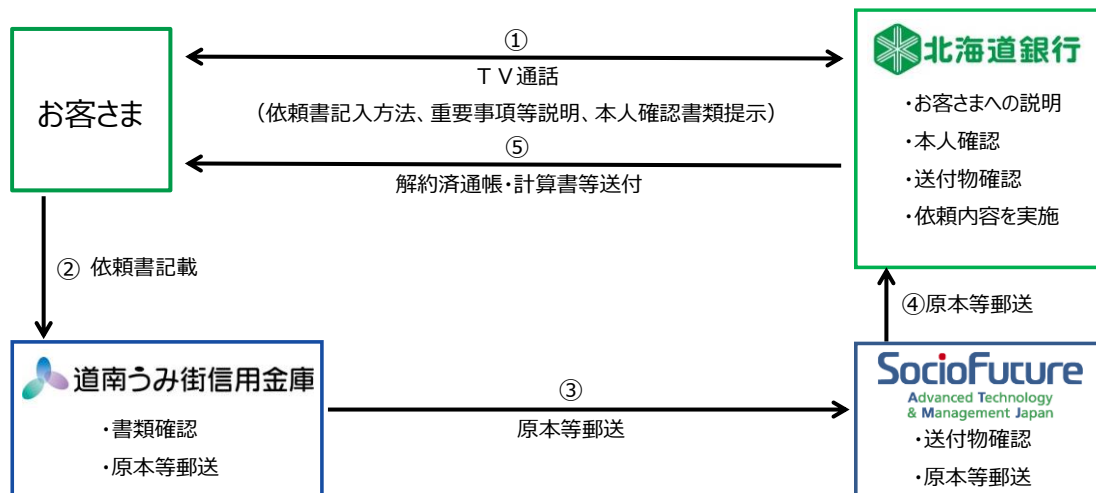 ①
TV通話
(依頼書記入方法、重要事項等説明、本人確認書類提示)
お客さま
北海道銀行
・お客さまへの説明
・本人確認
・送付物確認
・依頼内容を実施
⑤
解約済通帳・計算書等送付
② 依頼書記載
④原本等郵送
道南うみ街信用金庫
・書類確認
・原本等郵送
③
原本等郵送
SocioFuture
Advanced Technology
& Management Japan
・送付物確認
・原本等郵送